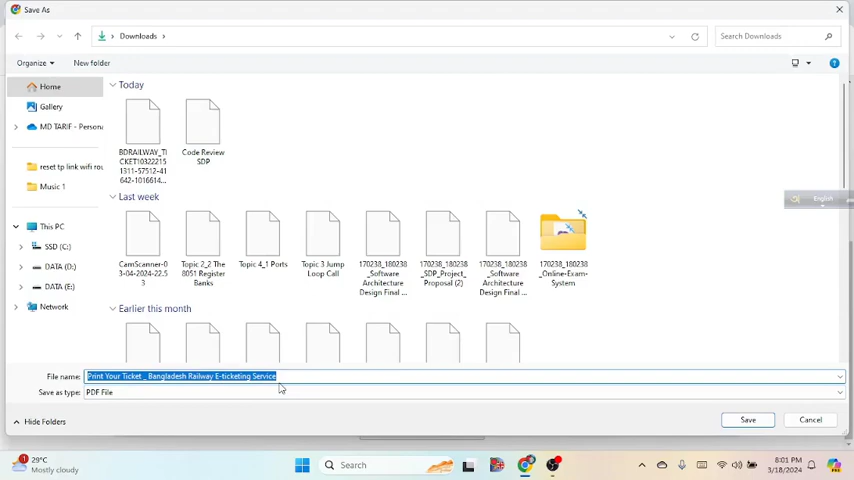 Save As
Downloads
Search Downloads
Organize
New folder
Home
Gallery
MD TARIF - Persona
reset tp link wifi rou
Music 1
This PC
SSD (C:)
DATA (D:)
DATA (E:)
Network
Today
BDRAILWAY_TI
CKET10322215
1311-57512-41
642-1016614...
Code Review
SDP
Last week
CamScanner-0
3-04-2024-22.5
3
Topic 2_2 The
8051 Register
Banks
Topic 4_1 Ports
Topic 3 Jump
Loop Call
170238_180238
_Software
Architecture
Design Final ...
170238_180238
_SDP_Project_
Proposal (2)
170238_180238
_Software
Architecture
Design Final ...
170238_180238
_Online-Exam-
System
English
Earlier this month
File name:
Print Your Ticket _ Bangladesh Railway E-ticketing Service
Save as type:
PDF File
Hide Folders
Save
Cancel
1
29°C
Mostly cloudy
Search
8:01 PM
3/18/2024